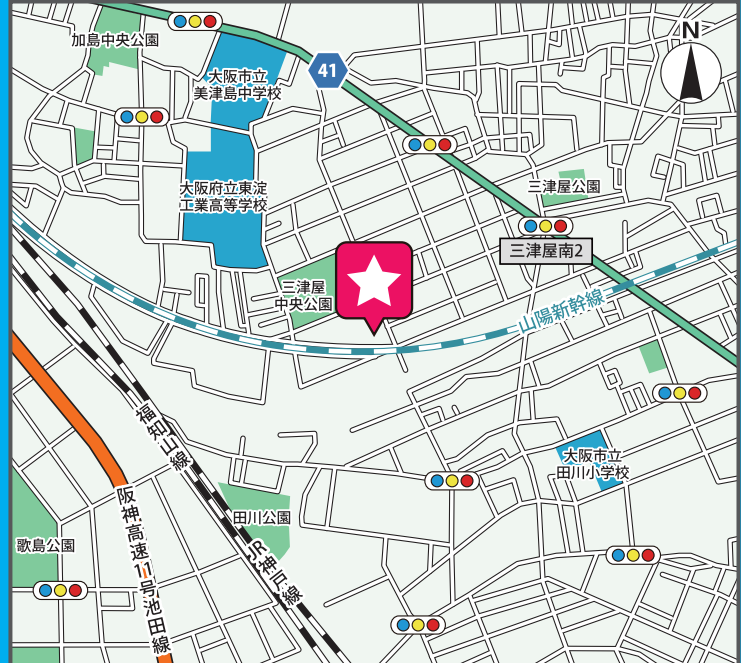 加島中央公園
N
大阪市立
美津島中学校
41
大阪府立東淀
工業高等学校
三津屋公園
三津屋南2
三津屋
中央公園
山陽新幹線
福知山線
大阪市立
田川小学校
阪神高速11号池田線
田川公園
JR神戸線
歌島公園